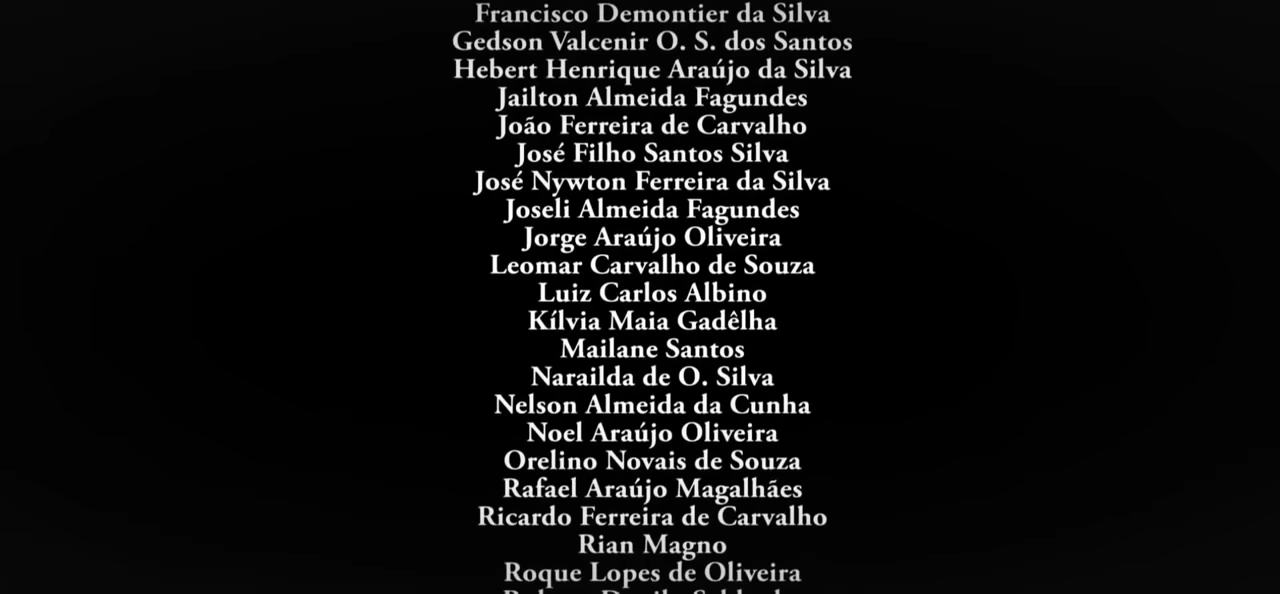 Francisco Demontier da Silva
Gedson Valcenir O. S. dos Santos
Hebert Henrique Araújo da Silva
Jailton Almeida Fagundes
João Ferreira de Carvalho
José Filho Santos Silva
José Nywton Ferreira da Silva
Joseli Almeida Fagundes
Jorge Araújo Oliveira
Leomar Carvalho de Souza
Luiz Carlos Albino
Kílvia Maia Gadêlha
Mailane Santos
Narailda de O. Silva
Nelson Almeida da Cunha
Noel Araújo Oliveira
Orelino Novais de Souza
Rafael Araújo Magalhães
Ricardo Ferreira de Carvalho
Rian Magno
Roque Lopes de Oliveira